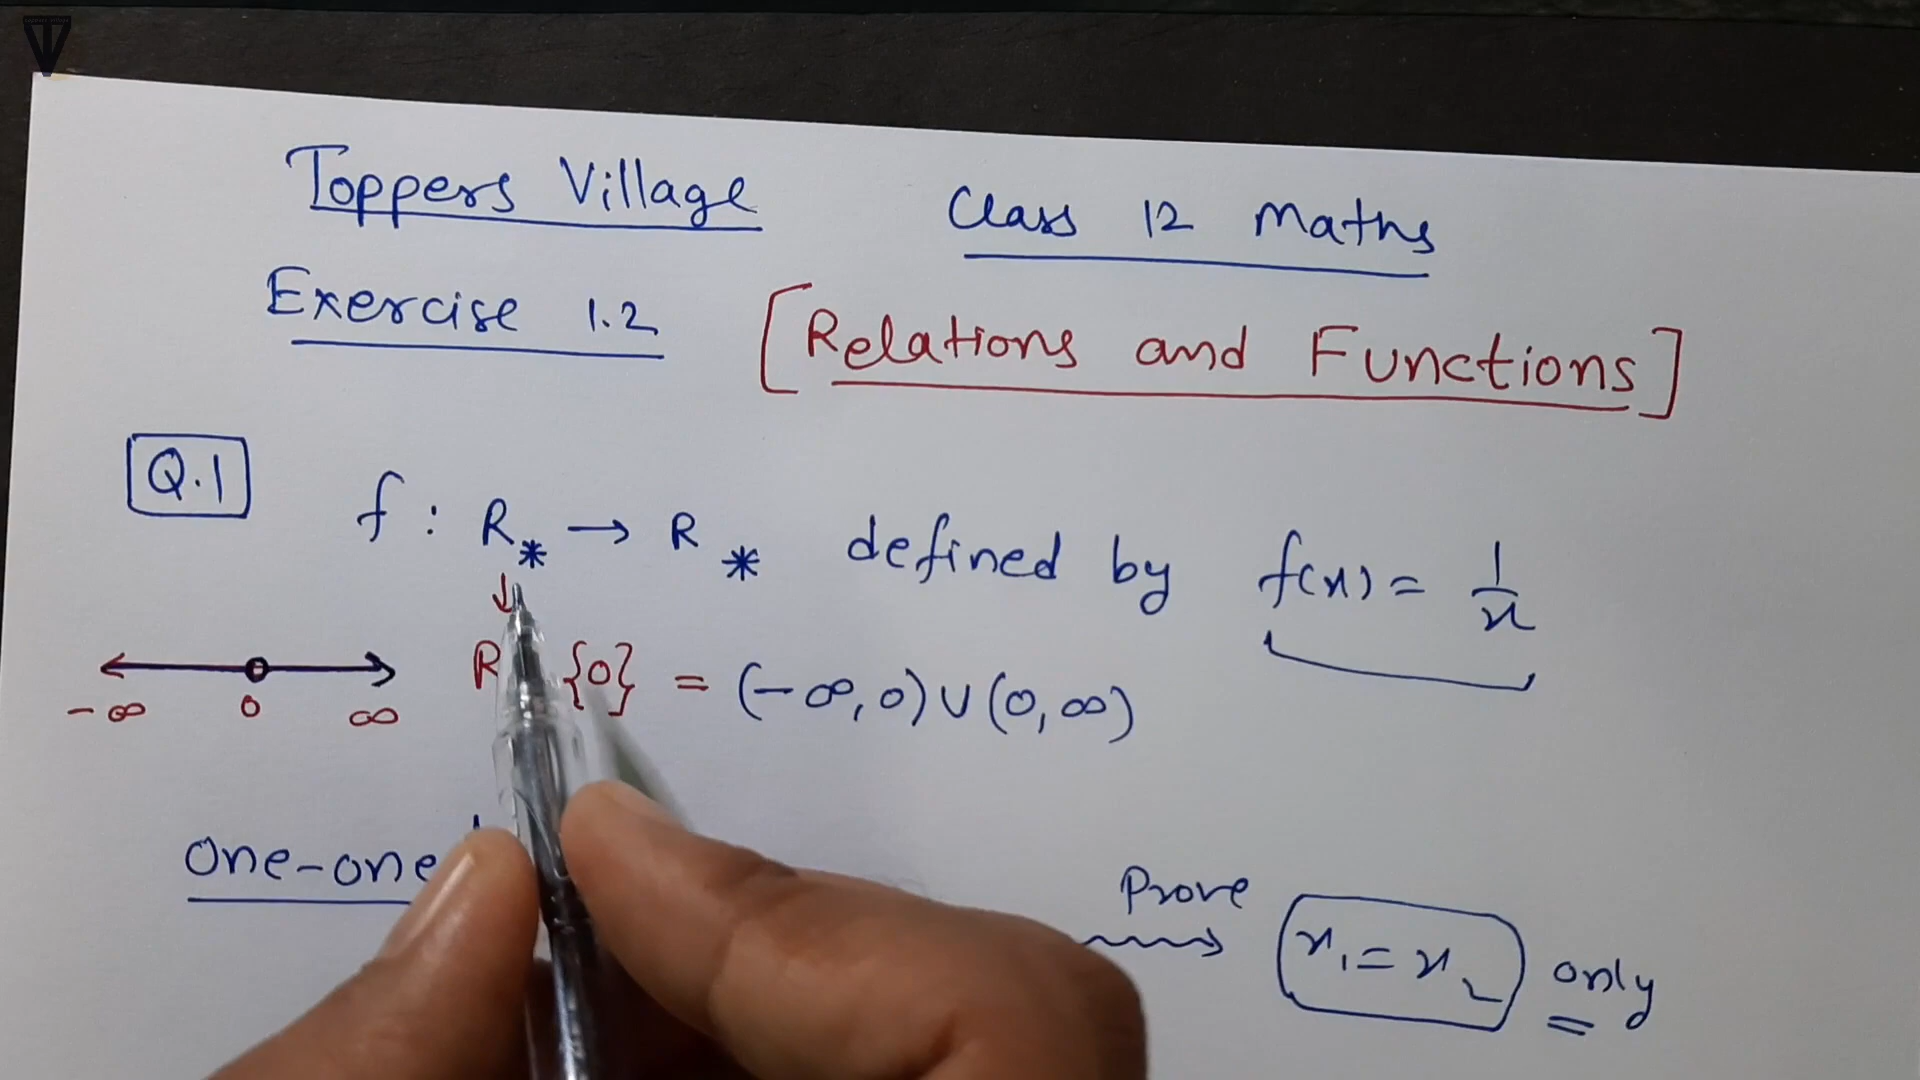 Toppers Village Class 12 Maths
Exercise 1.2 [Relations and Functions]
Q.1 f : R* → R* defined by f(x) = 1/x
↓
-∞ 0 ∞ R {0} = (-∞, 0) ∪ (0, ∞)
one-one Prove x₁ = x₂ only